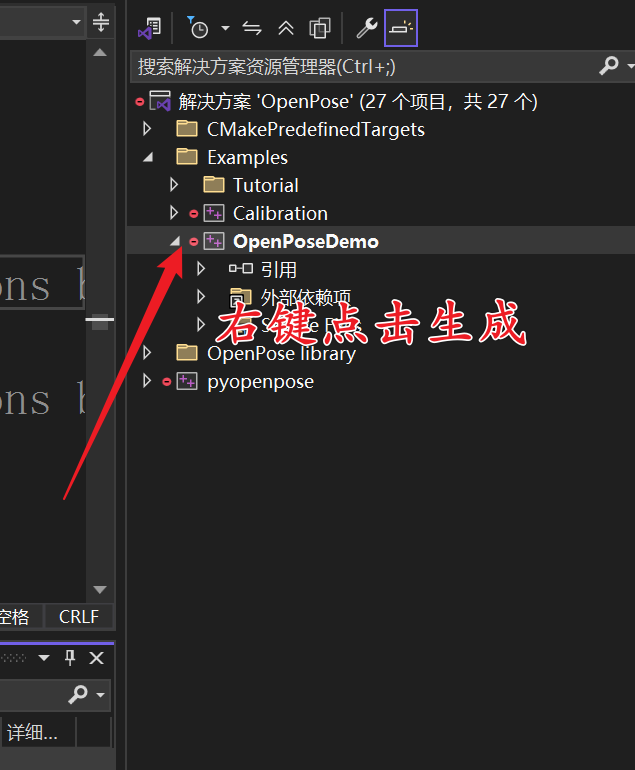 搜索解决方案资源管理器(Ctrl+;)
解决方案 'OpenPose' (27 个项目，共 27 个)
CMakePredefinedTargets
Examples
Tutorial
Calibration
OpenPoseDemo
引用
外部依赖项
右键点击生成
OpenPose library
pyopenpose
ons b
ons b
空格
CRLF
详细...